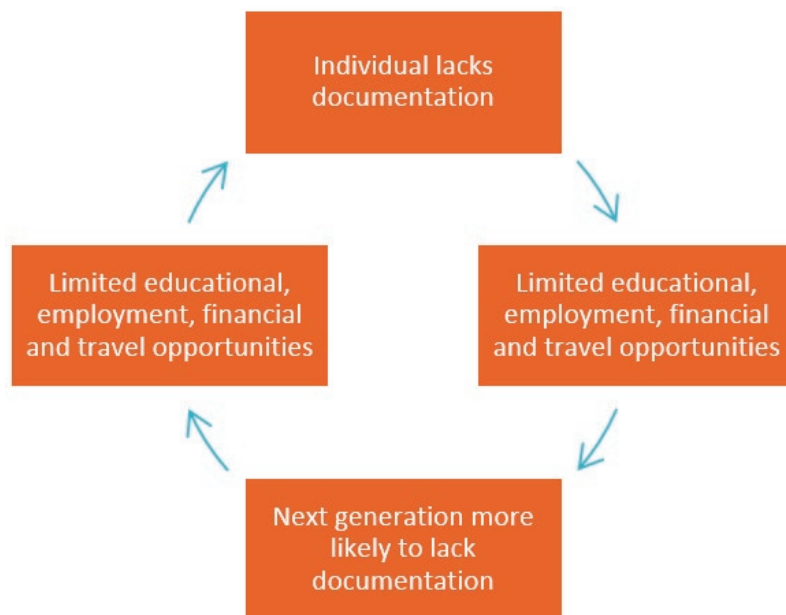 Individual lacks
documentation
Limited educational,
employment, financial
and travel opportunities
Limited educational,
employment, financial
and travel opportunities
Next generation more
likely to lack
documentation